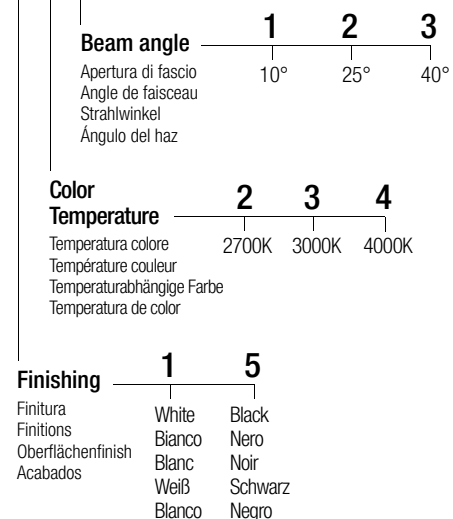 Beam angle 1 2 3
Apertura di fascio 10° 25° 40°
Angle de faisceau
Strahlwinkel
Ángulo del haz
Color
Temperature 2 3 4
Temperatura colore 2700K 3000K 4000K
Température couleur
Temperaturabhängige Farbe
Temperatura de color
Finishing 1 5
Finitura White Black
Finitions Bianco Nero
Oberflächenfinish Blanc Noir
Acabados Weiß Schwarz
Blanco Negro